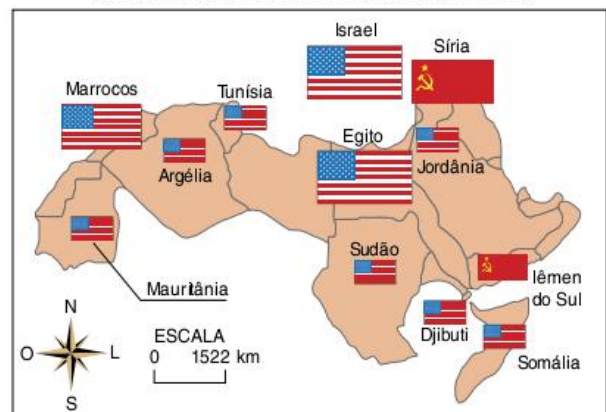 Israel
Síria
Marrocos
Tunísia
Egito
Jordânia
Argélia
Sudão
Iêmen
do Sul
Mauritânia
Djibuti
Somália
N
O L
S
ESCALA
0 1522 km